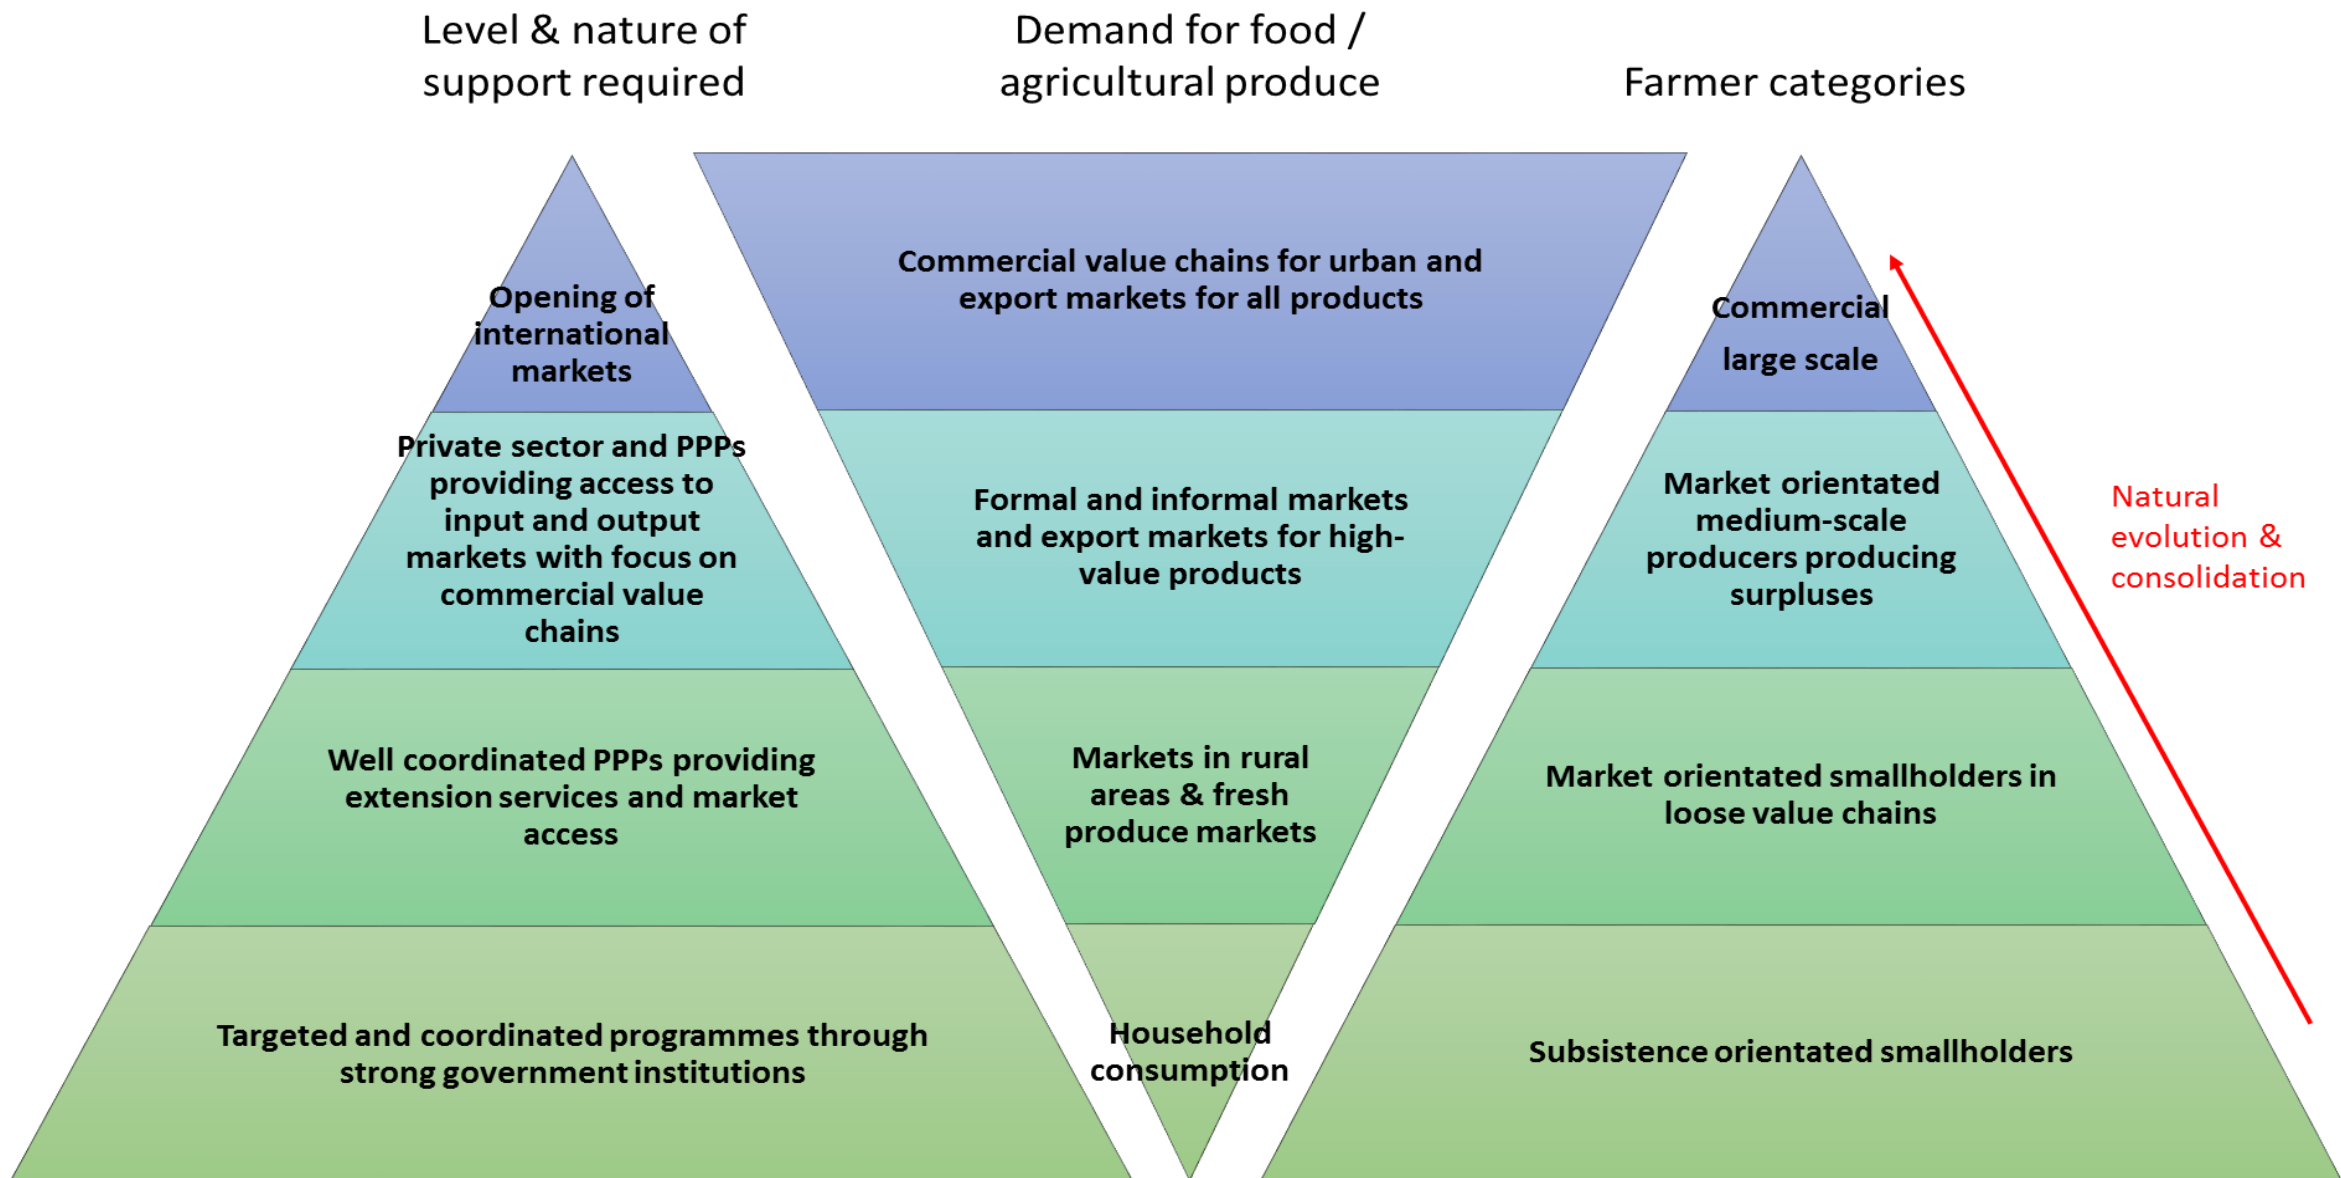 Level & nature of
support required
Demand for food /
agricultural produce
Farmer categories
Opening of
international
markets
Private sector and PPPs
providing access to
input and output
markets with focus on
commercial value
chains
Well coordinated PPPs providing
extension services and market
access
Targeted and coordinated programmes through
strong government institutions
Commercial value chains for urban and
export markets for all products
Formal and informal markets
and export markets for high-
value products
Markets in rural
areas & fresh
produce markets
Household
consumption
Commercial
large scale
Market orientated
medium-scale
producers producing
surpluses
Market orientated smallholders in
loose value chains
Subsistence orientated smallholders
Natural
evolution &
consolidation